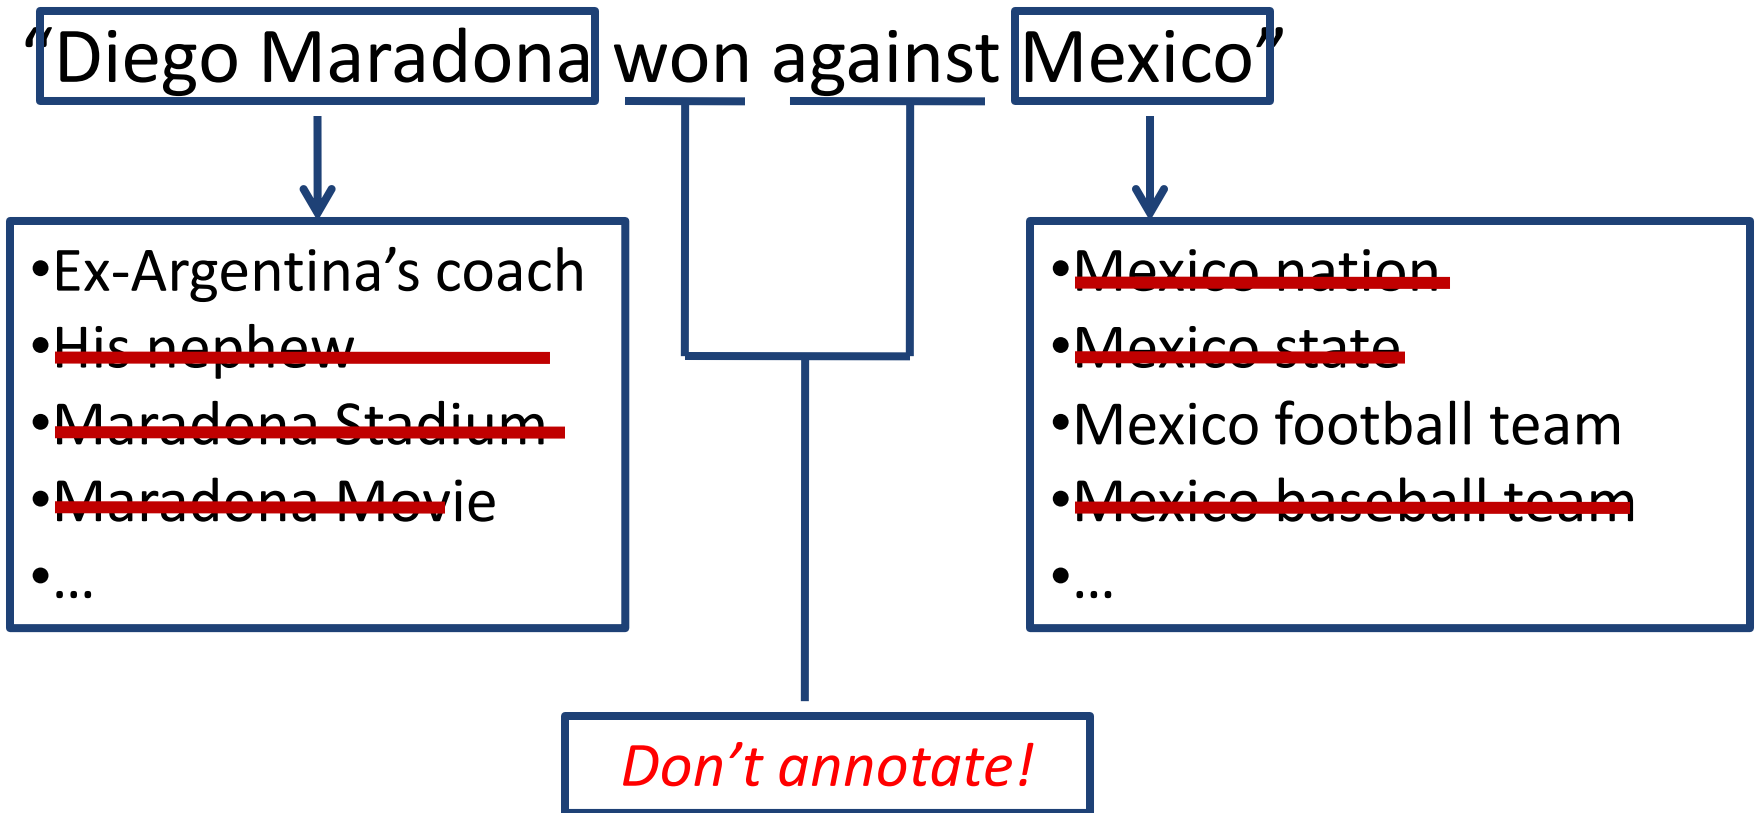 “Diego Maradona won against Mexico”
•Ex-Argentina’s coach
•His nephew
•Maradona Stadium
•Maradona Movie
•...
•Mexico nation
•Mexico state
•Mexico football team
•Mexico baseball team
•...
Don’t annotate!